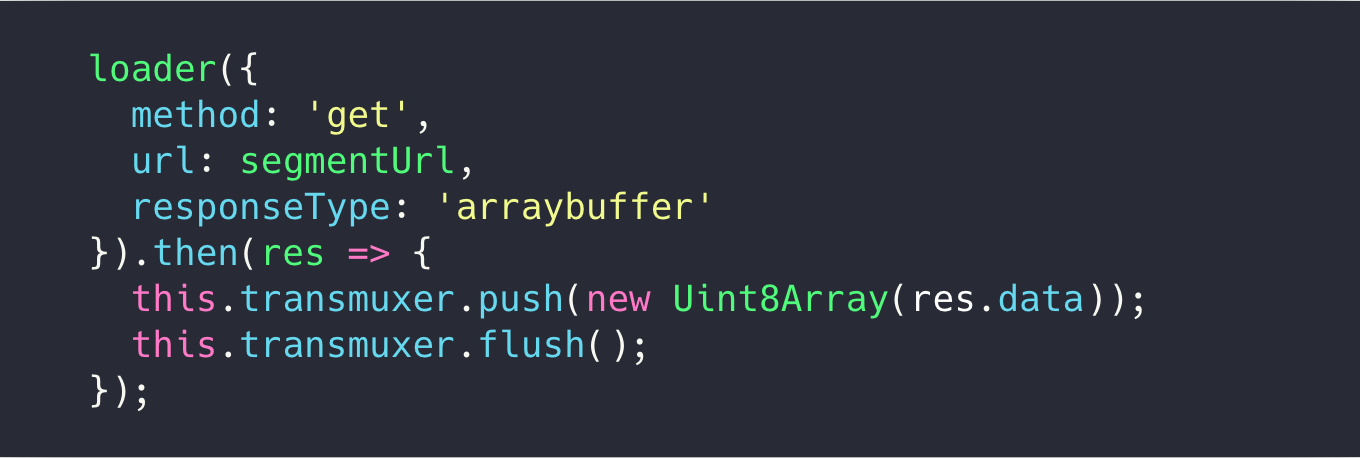 loader({
  method: 'get',
  url: segmentUrl,
  responseType: 'arraybuffer'
}).then(res => {
  this.transmuxer.push(new Uint8Array(res.data));
  this.transmuxer.flush();
});